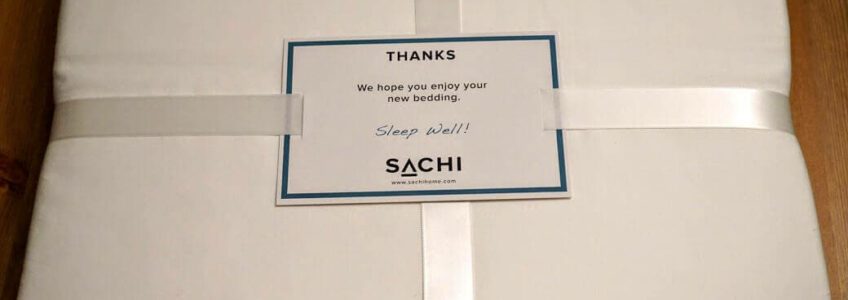 THANKS
We hope you enjoy your
new bedding.
Sleep Well!
SACHI
www.sachihome.com